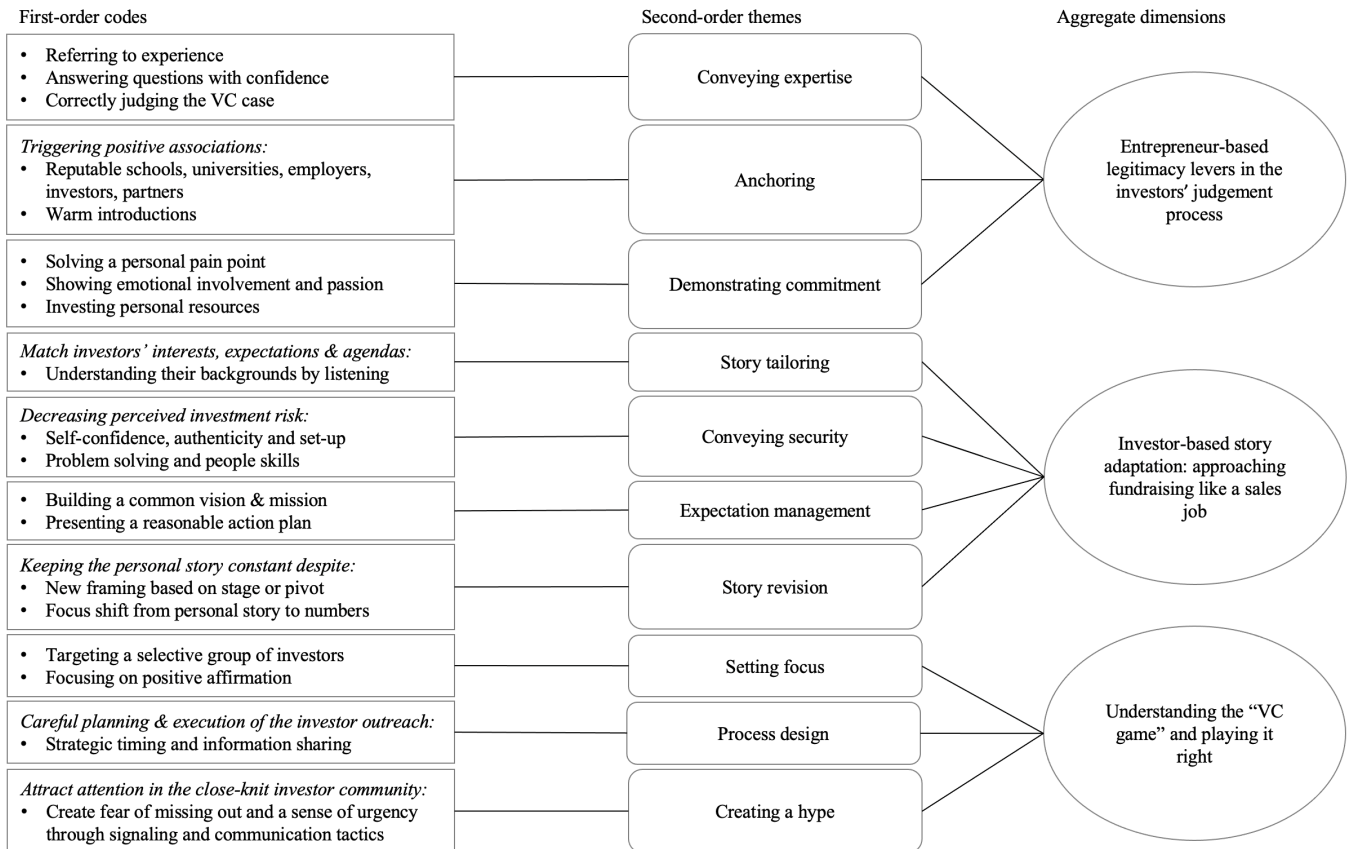 First-order codes
Second-order themes
Aggregate dimensions
• Referring to experience
• Answering questions with confidence
• Correctly judging the VC case
Conveying expertise
Triggering positive associations:
• Reputable schools, universities, employers,
investors, partners
• Warm introductions
Anchoring
• Solving a personal pain point
• Showing emotional involvement and passion
• Investing personal resources
Demonstrating commitment
Entrepreneur-based
legitimacy levers in the
investors’ judgement
process
Match investors’ interests, expectations & agendas:
• Understanding their backgrounds by listening
Story tailoring
Decreasing perceived investment risk:
• Self-confidence, authenticity and set-up
• Problem solving and people skills
Conveying security
• Building a common vision & mission
• Presenting a reasonable action plan
Expectation management
Keeping the personal story constant despite:
• New framing based on stage or pivot
• Focus shift from personal story to numbers
Story revision
Investor-based story
adaptation: approaching
fundraising like a sales
job
• Targeting a selective group of investors
• Focusing on positive affirmation
Setting focus
Careful planning & execution of the investor outreach:
• Strategic timing and information sharing
Process design
Attract attention in the close-knit investor community:
• Create fear of missing out and a sense of urgency
through signaling and communication tactics
Creating a hype
Understanding the “VC
game” and playing it
right